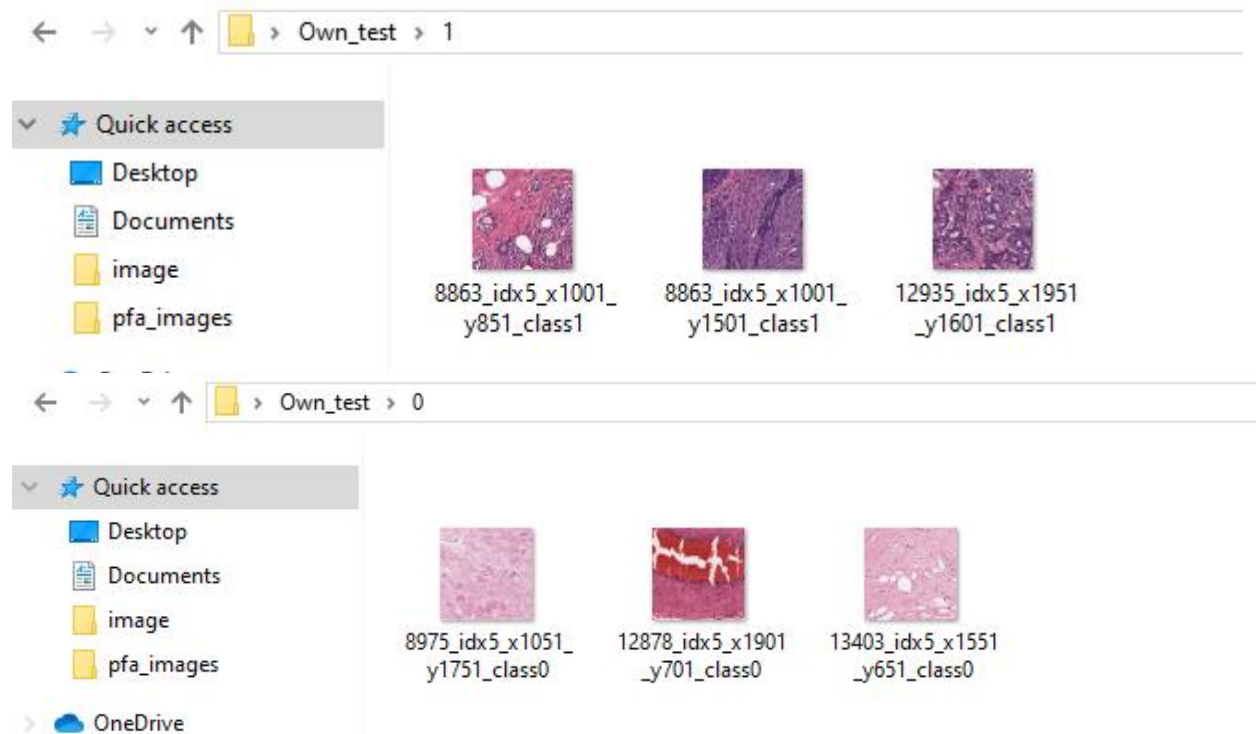 Own_test > 1
Quick access
Desktop
Documents
image
pfa_images
8863_idx5_x1001_
y851_class1
8863_idx5_x1001_
y1501_class1
12935_idx5_x1951
_y1601_class1
Own_test > 0
Quick access
Desktop
Documents
image
pfa_images
OneDrive
8975_idx5_x1051_
y1751_class0
12878_idx5_x1901
_y701_class0
13403_idx5_x1551
_y651_class0